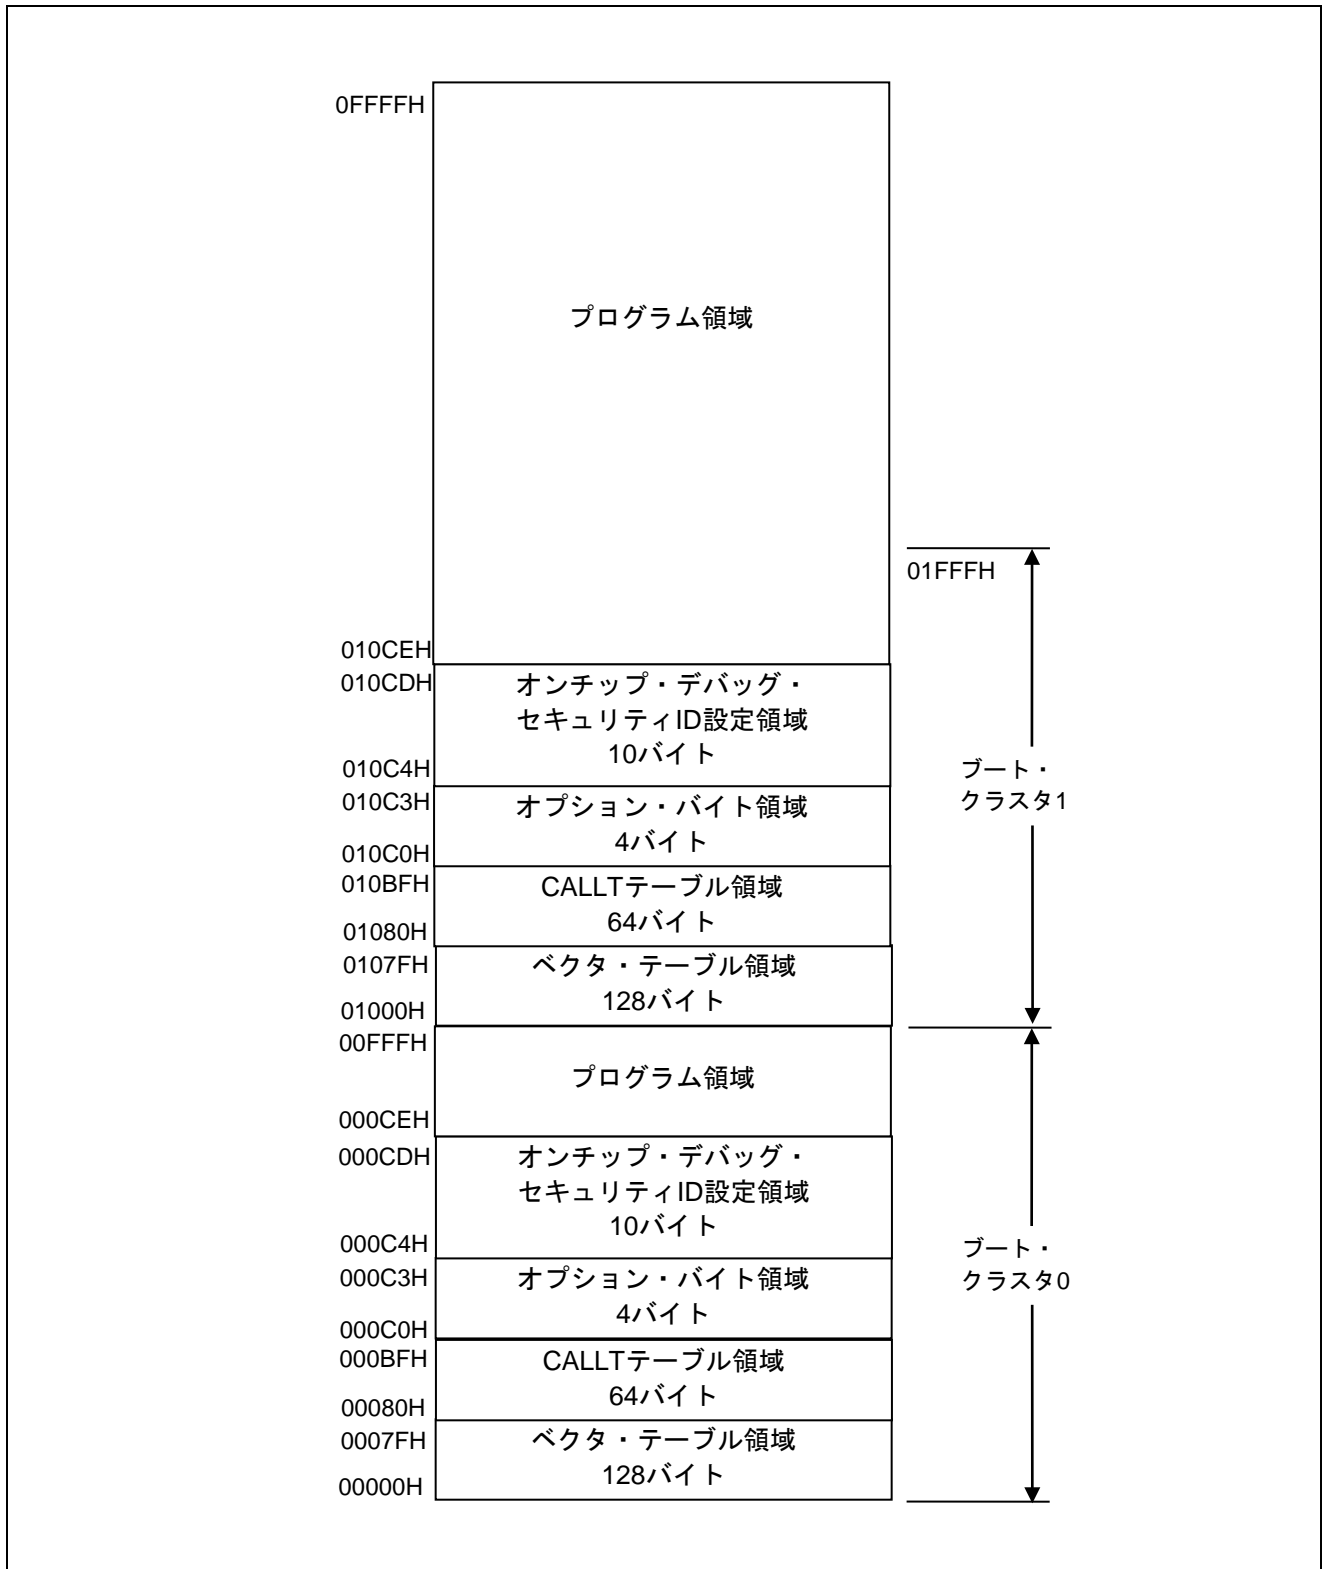 0FFFFH
プログラム領域
01FFFH
010CEH
010CDH
オンチップ・デバッグ・
セキュリティID設定領域
10バイト
010C4H
ブート・
クラスタ1
010C3H
オプション・バイト領域
4バイト
010C0H
010BFH
CALLTテーブル領域
64バイト
01080H
0107FH
ベクタ・テーブル領域
128バイト
01000H
00FFFH
プログラム領域
000CEH
000CDH
オンチップ・デバッグ・
セキュリティID設定領域
10バイト
000C4H
ブート・
クラスタ0
000C3H
オプション・バイト領域
4バイト
000C0H
000BFH
CALLTテーブル領域
64バイト
00080H
0007FH
ベクタ・テーブル領域
128バイト
00000H